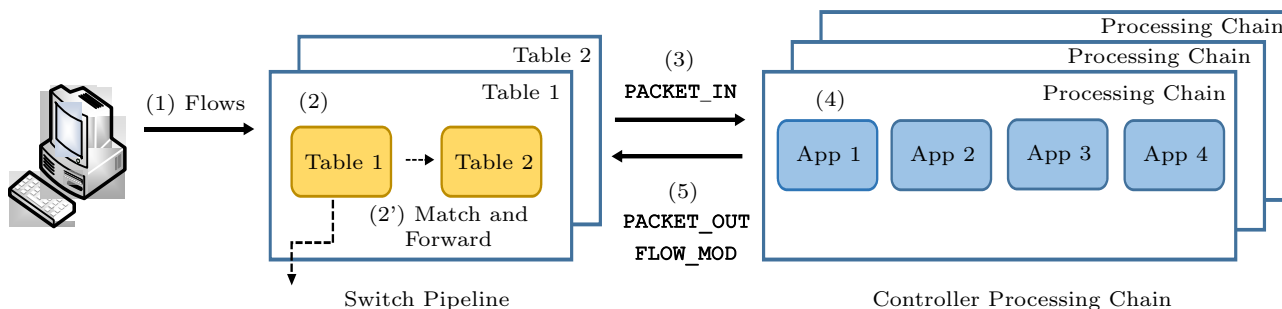 Processing Chain
Table 2
Processing Chain
(3)
(1) Flows
(2)
Table 1
PACKET_IN
(4)
Processing Chain
Table 1
Table 2
App 1
App 2
App 3
App 4
(5)
(2') Match and
Forward
PACKET_OUT
FLOW_MOD
Switch Pipeline
Controller Processing Chain